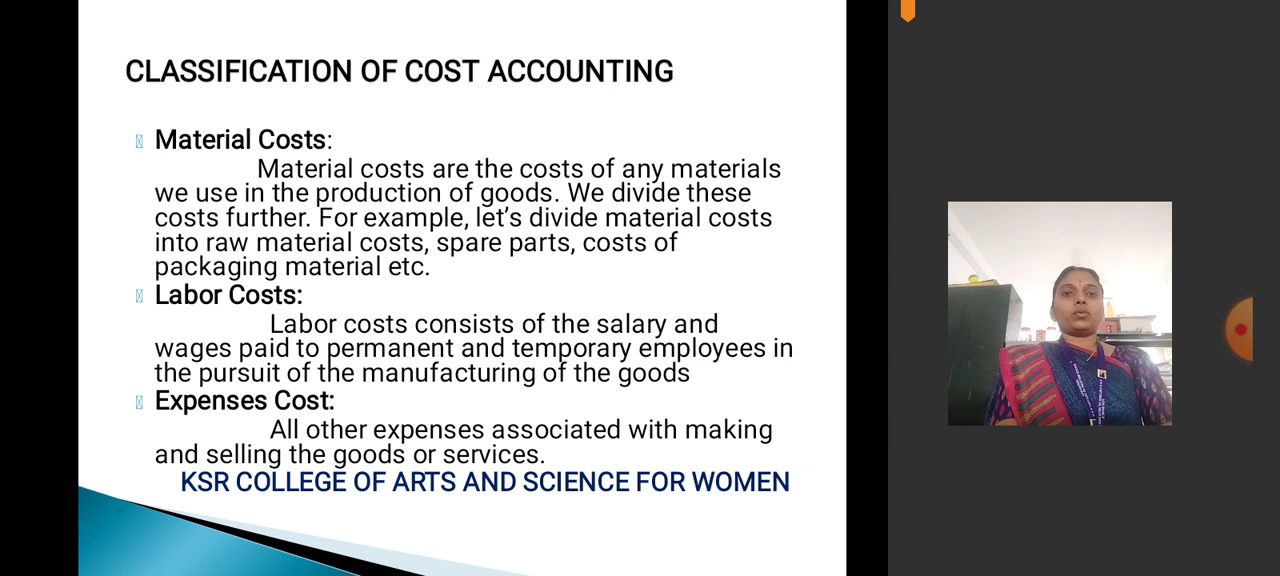 CLASSIFICATION OF COST ACCOUNTING
Material Costs:
Material costs are the costs of any materials
we use in the production of goods. We divide these
costs further. For example, let’s divide material costs
into raw material costs, spare parts, costs of
packaging material etc.
Labor Costs:
Labor costs consists of the salary and
wages paid to permanent and temporary employees in
the pursuit of the manufacturing of the goods
Expenses Cost:
All other expenses associated with making
and selling the goods or services.
KSR COLLEGE OF ARTS AND SCIENCE FOR WOMEN